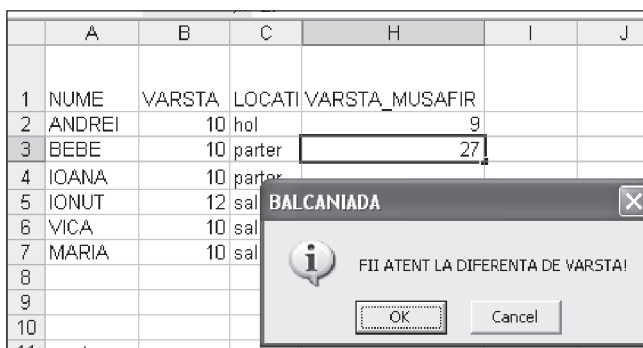 A B C H I J
1 NUME VARSTA LOCATI VARSTA_MUSAFIR
2 ANDREI 10 hol 9
3 BEBE 10 parter 27
4 IOANA 10 parter
5 IONUT 12 sal
6 VICA 10 sal
7 MARIA 10 sal
8
9
10
BALCANIADA
FII ATENT LA DIFERENTA DE VARSTA!
OK Cancel